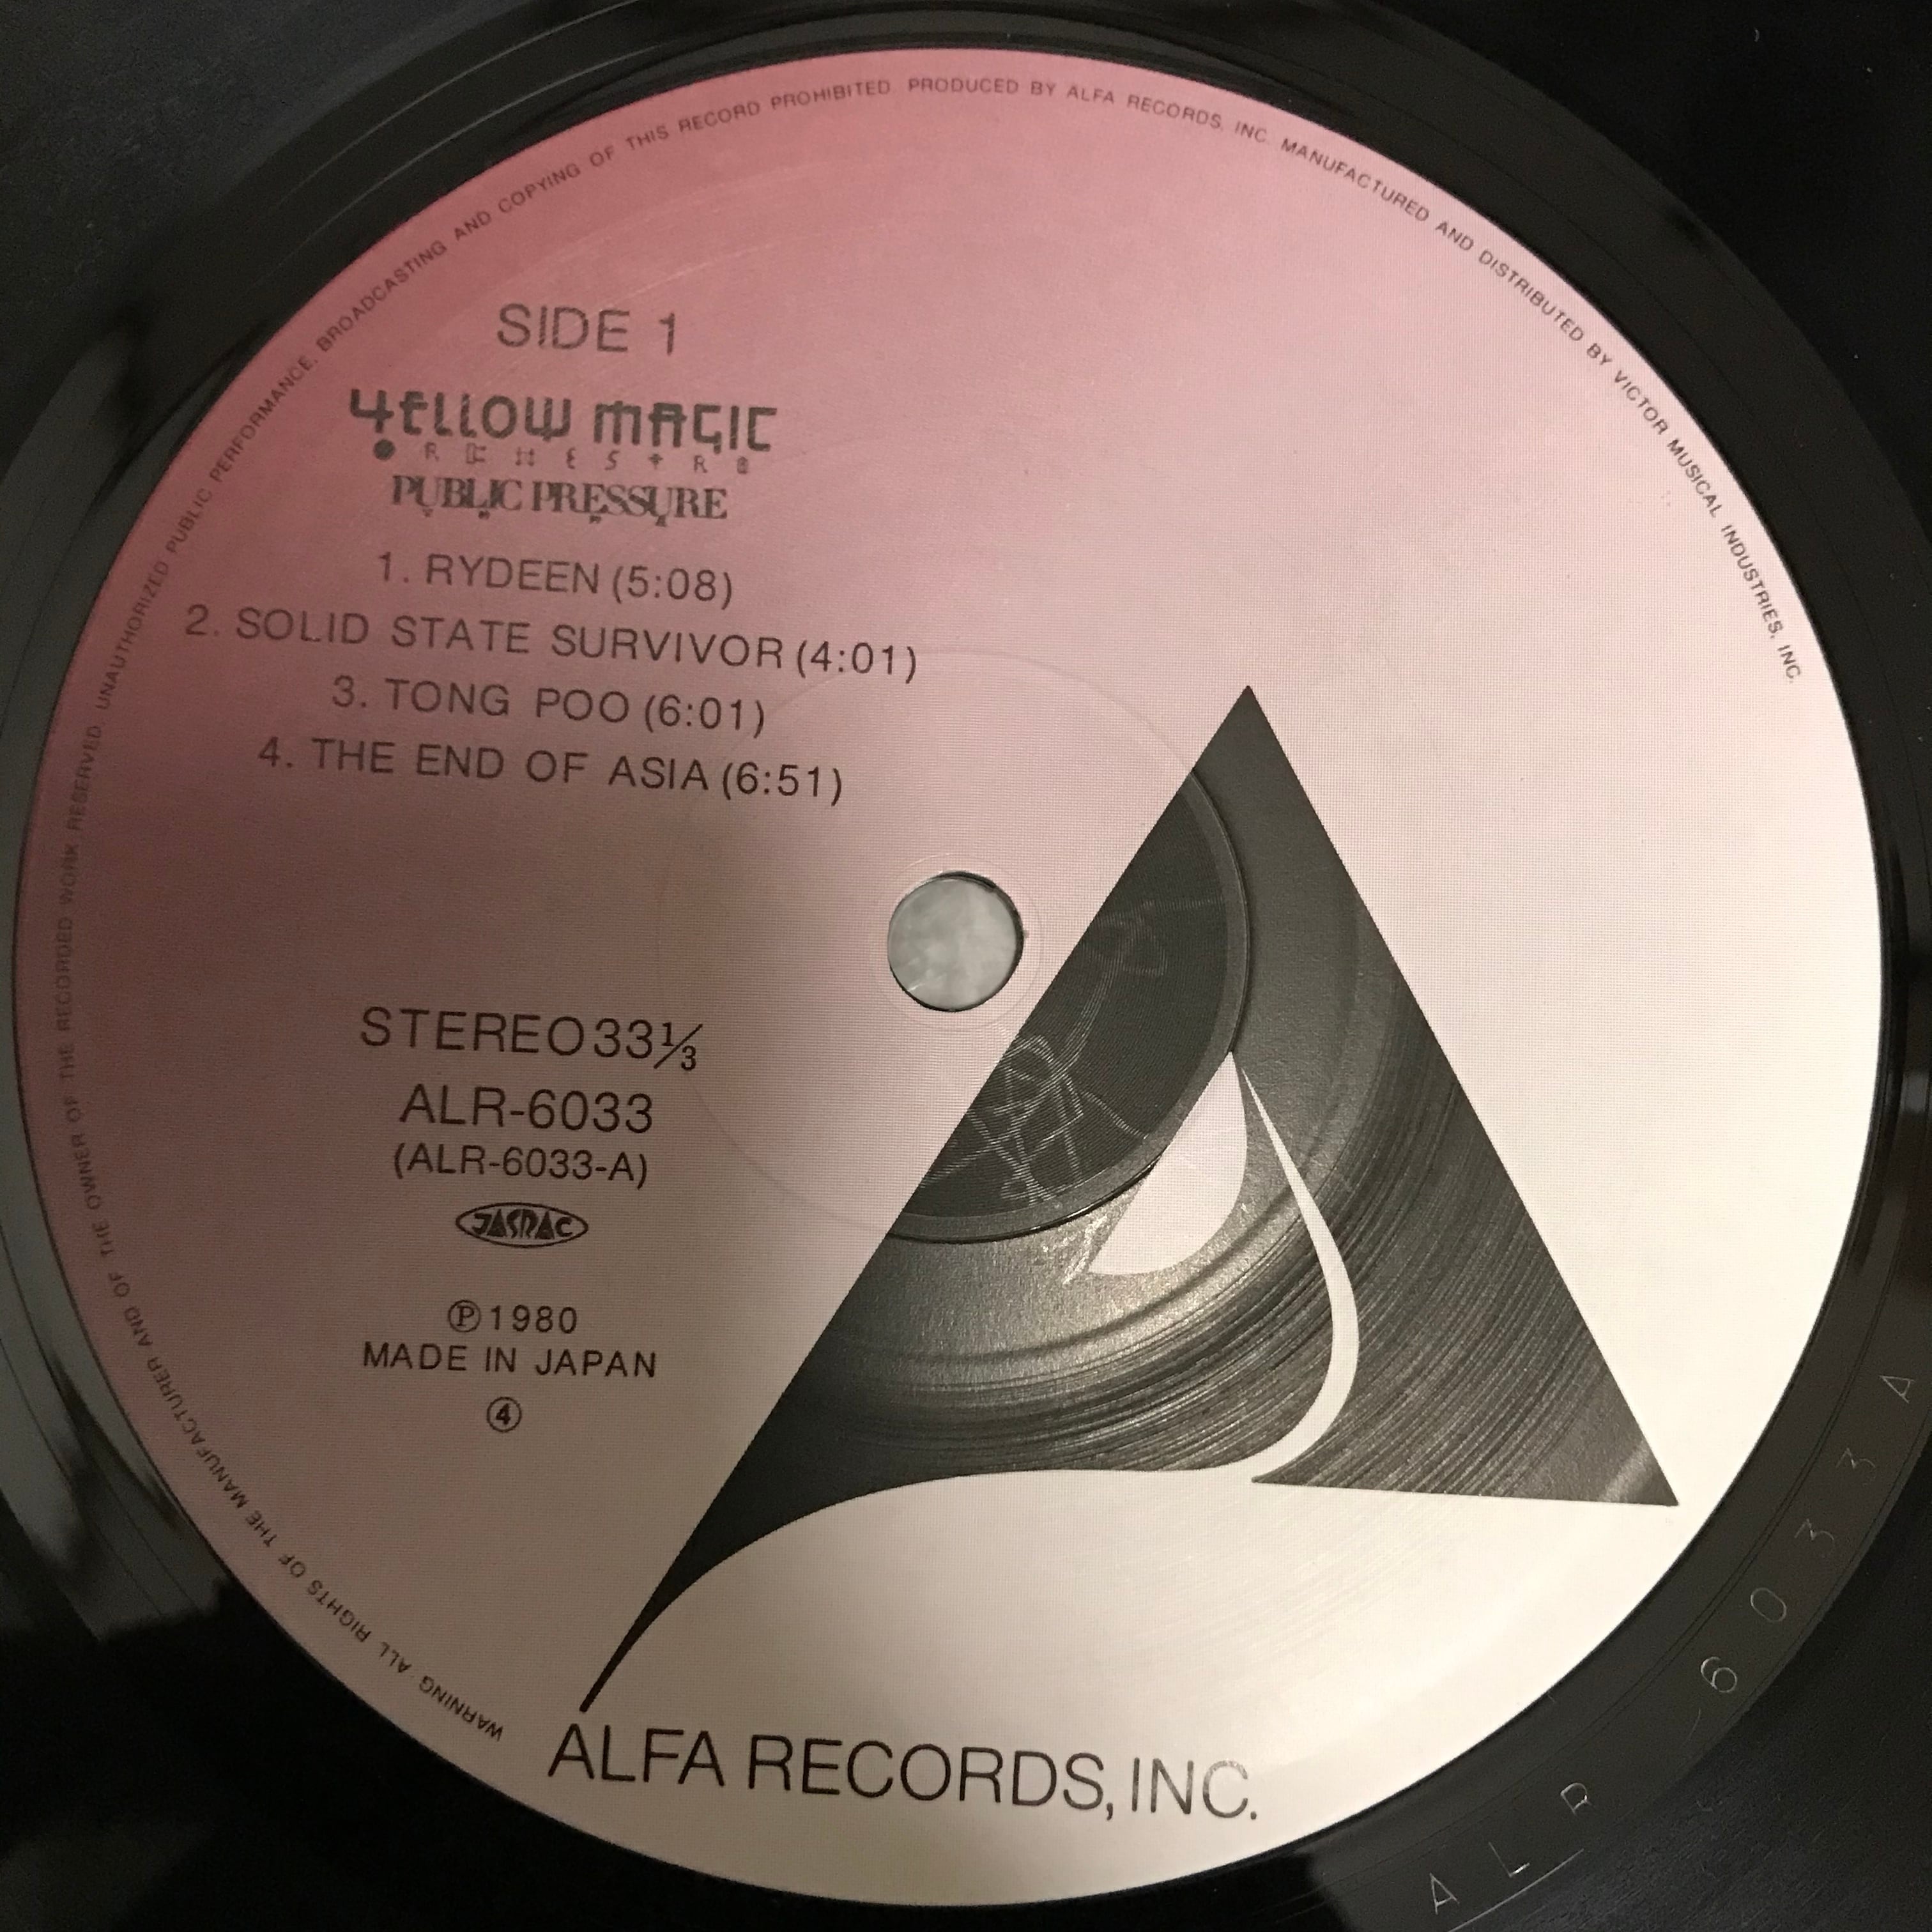 SIDE 1
YELLOW MAGIC
ORCHESTRA
PUBLIC PRESSURE
1. RYDEEN (5:08)
2. SOLID STATE SURVIVOR (4:01)
3. TONG POO (6:01)
4. THE END OF ASIA (6:51)
STEREO 33⅓
ALR-6033
(ALR-6033-A)
JASRAC
℗1980
MADE IN JAPAN
④
ALFA RECORDS, INC.
WARNING: ALL RIGHTS OF THE MANUFACTURER AND OF THE OWNER OF THE RECORDED WORK RESERVED. UNAUTHORIZED PUBLIC PERFORMANCE, BROADCASTING AND COPYING OF THIS RECORD PROHIBITED PRODUCED BY ALFA RECORDS, INC. MANUFACTURED AND DISTRIBUTED BY VICTOR MUSICAL INDUSTRIES, INC.
ALR-6033A